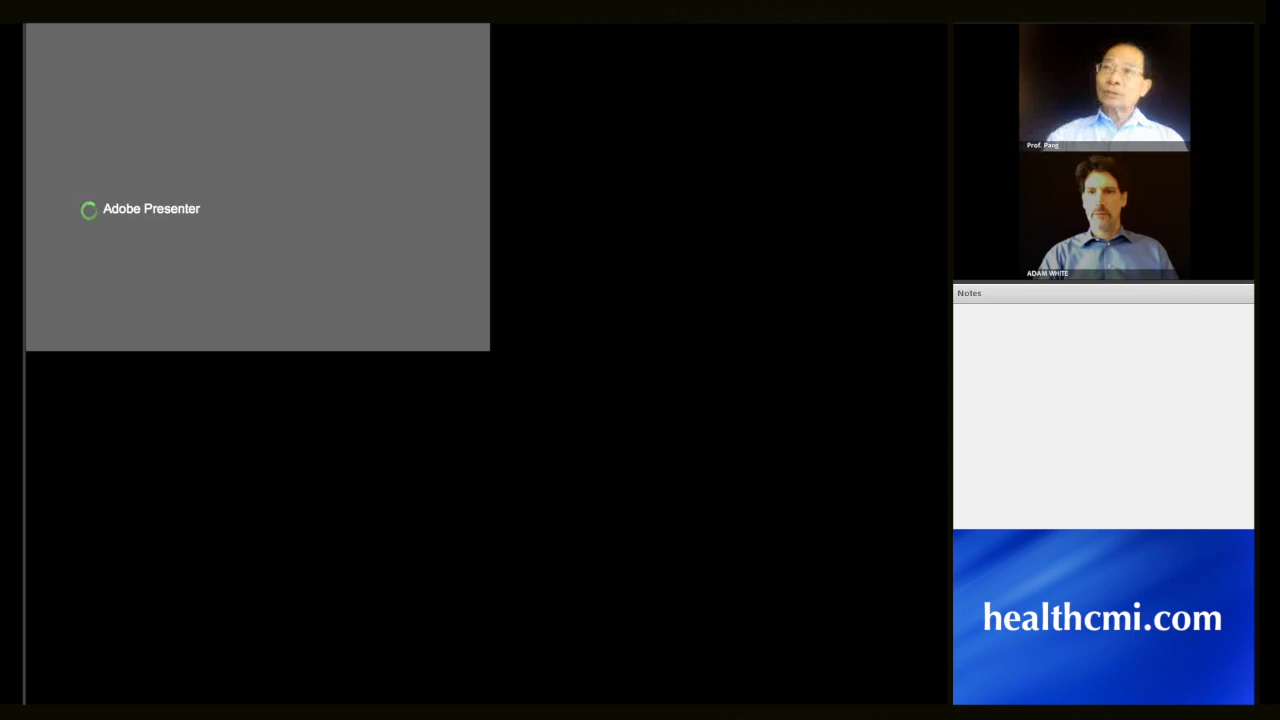 Adobe Presenter
Prof. Pang
ADAM WHITE
Notes
healthcmi.com